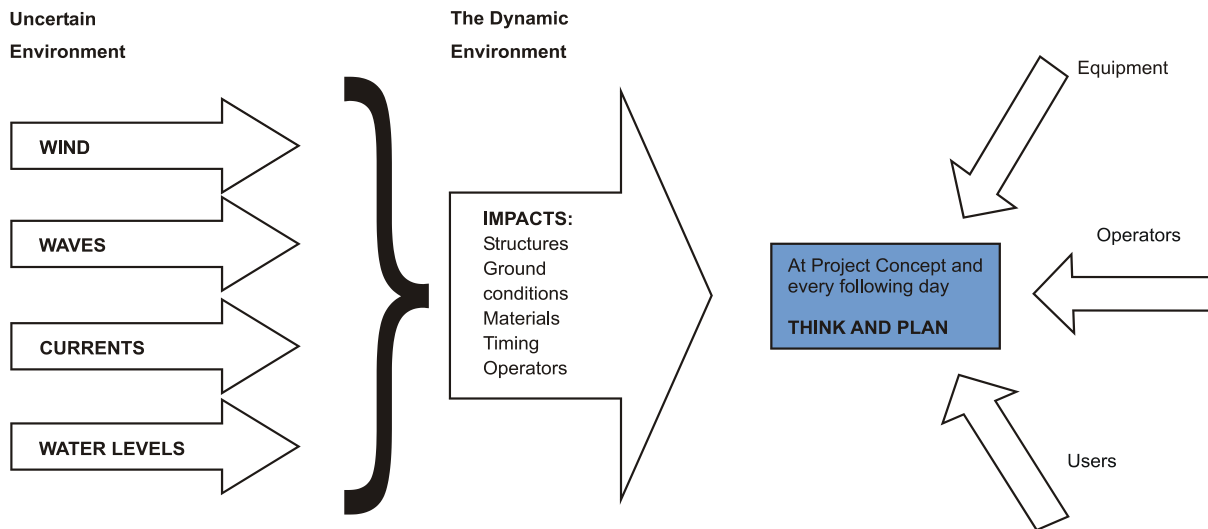 Uncertain
Environment
WIND
WAVES
CURRENTS
WATER LEVELS
The Dynamic
Environment
IMPACTS:
Structures
Ground
conditions
Materials
Timing
Operators
At Project Concept and
every following day
THINK AND PLAN
Equipment
Operators
Users